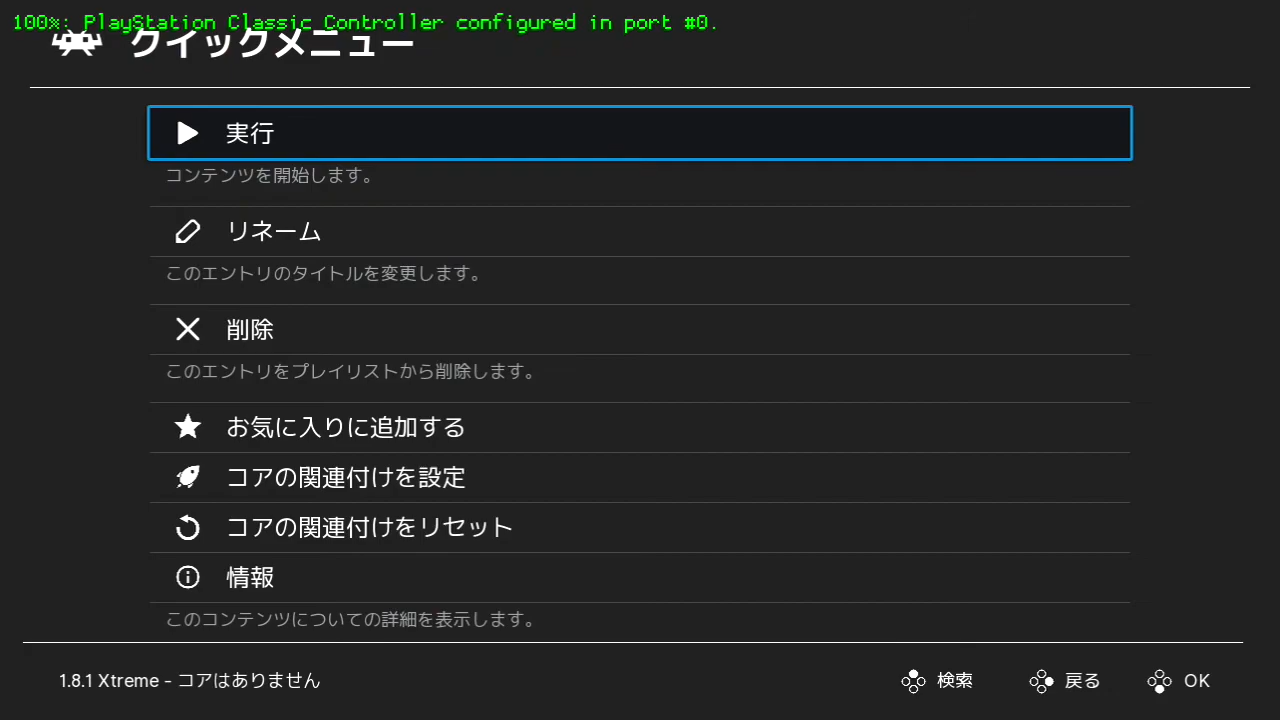 100%: PlayStation Classic Controller configured in port #0.
クイックメニュー
実行
コンテンツを開始します。
リネーム
このエントリのタイトルを変更します。
削除
このエントリをプレイリストから削除します。
お気に入りに追加する
コアの関連付けを設定
コアの関連付けをリセット
情報
このコンテンツについての詳細を表示します。
1.8.1 Xtreme - コアはありません 検索 戻る OK